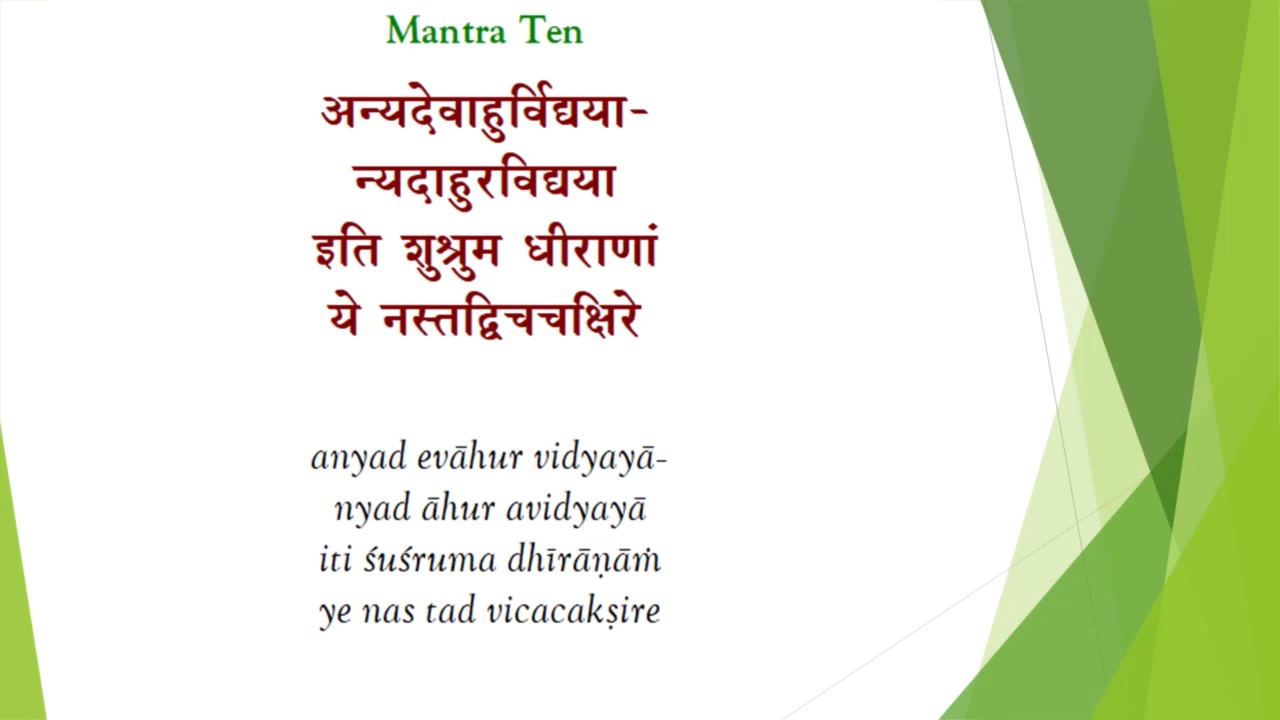 Mantra Ten
अन्यदेवाहुर्विद्यया-
न्यदाहुरविद्यया
इति शुश्रुम धीराणां
ये नस्तद्विचचक्षिरे
anyad evāhur vidyayā-
nyad āhur avidyayā
iti śuśruma dhīrāṇāṁ
ye nas tad vicacakṣire